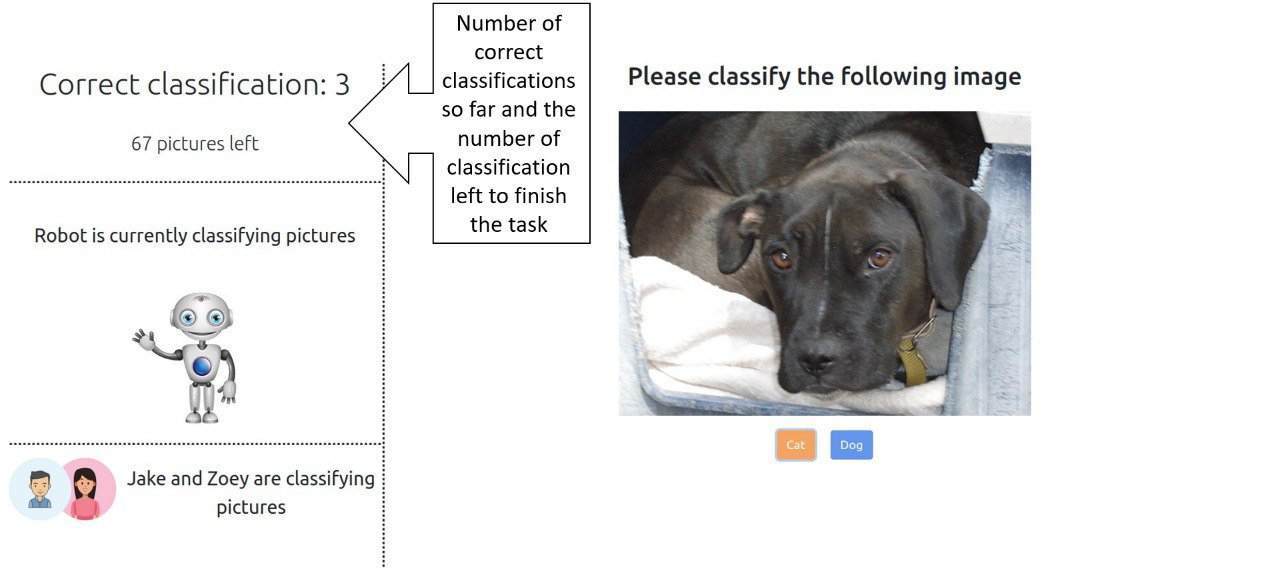 Correct classification: 3
67 pictures left
Robot is currently classifying pictures
Jake and Zoey are classifying
pictures
Number of
correct
classifications
so far and the
number of
classification
left to finish
the task
Please classify the following image
Cat
Dog